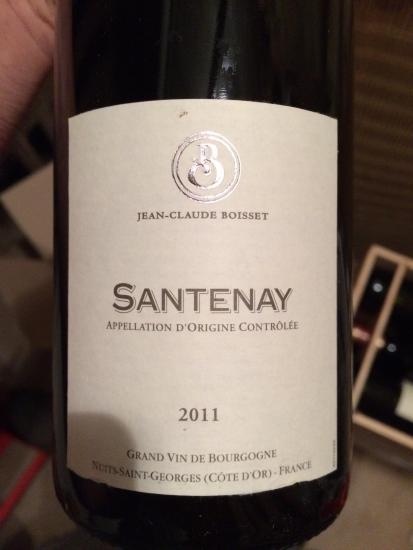 B
JEAN-CLAUDE BOISSET
SANTENAY
APPELLATION D'ORIGINE CONTRÔLÉE
2011
GRAND VIN DE BOURGOGNE
NUITS-SAINT-GEORGES (CÔTE D'OR) - FRANCE